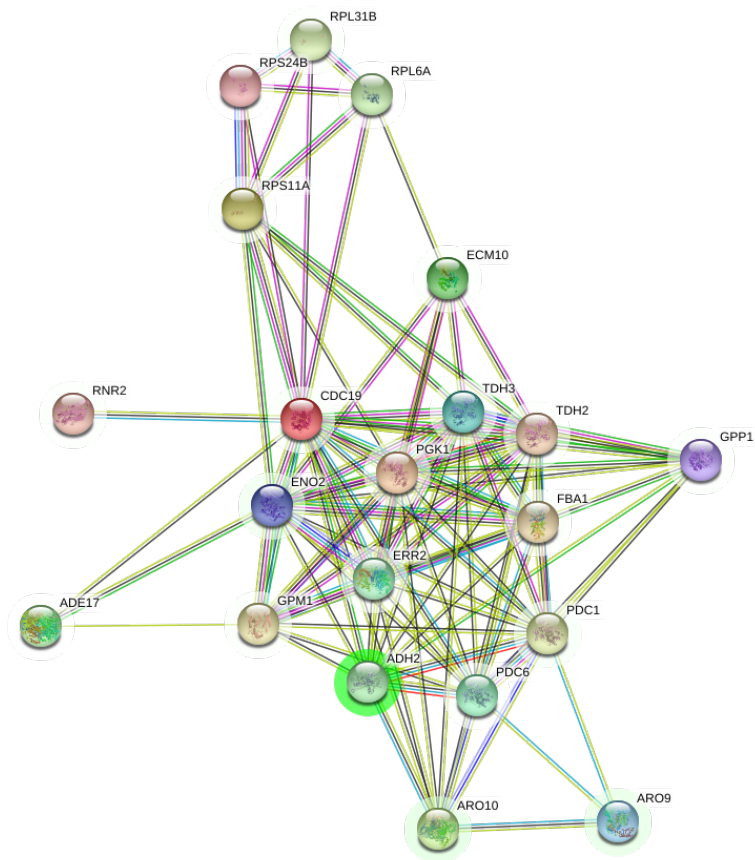 RPL31B
RPS24B
RPL6A
RPS11A
ECM10
RNR2
CDC19
TDH3
TDH2
GPP1
PGK1
ENO2
FBA1
ERR2
ADE17
GPM1
PDC1
ADH2
PDC6
ARO10
ARO9